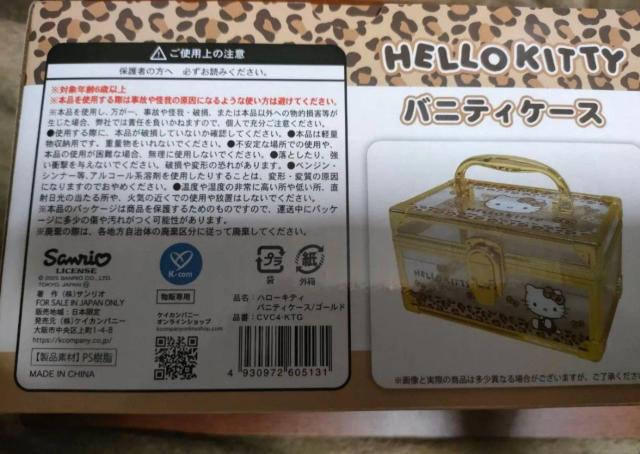 ⚠ご使用上の注意
保護者の方へ 必ずお読みください。
※対象年齢6歳以上
※本品を使用する際は事故や怪我の原因になるような使い方は避けてください。
※本品を使用し、万が一、事故や怪我・破損、または本品以外への物的損害等が
生じた場合、弊社では責任を負いかねますので、個人で充分ご注意ください。
●使用する際に、本品が破損していないか確認してください。●本品は軽量
物収納用です。重量物をいれないでください。●不安定な場所での使用や、
本品の使用が困難な場合、無理に使用しないでください。●落としたり、強
い衝撃を与えないでください。破損や変形の恐れがあります。●ベンジン・
シンナー等、アルコール系溶剤を使用したりすることは、変形・変質の原因
になりますのでおやめください。●温度や湿度の非常に高い所や低い所、直
射日光の当たる所や、火気の近くでの使用や放置はしないでください。
※本品のパッケージは商品を保護するためのものですので、運送中にパッケー
ジに多少の傷や汚れがつく可能性があります。
※廃棄の際は、各地方自治体の廃棄区分に従って廃棄してください。
Sanrio
LICENSE
© 2025 SANRIO CO., LTD.
TOKYO, JAPAN
著 作/(株)サンリオ
FOR SALE IN JAPAN ONLY
販売地域:日本限定
発売元/株式会社ケイカンパニー
大阪市中央区上町1-4-8
https://kcompany.co.jp/
【製品素材】PS樹脂
MADE IN CHINA
K-com
物販専用
ケイカンパニー
オンラインショップ
kcompanyonlineshop.com
プラ
袋
紙
外箱
品名:ハローキティ
バニティケース/ゴールド
品番:CVC4-KTG
4 930972 605131
HELLO KITTY
バニティケース
HELLO KITTY
※画像と実際の商品は多少異なる場合がございますが、ご了承くださ